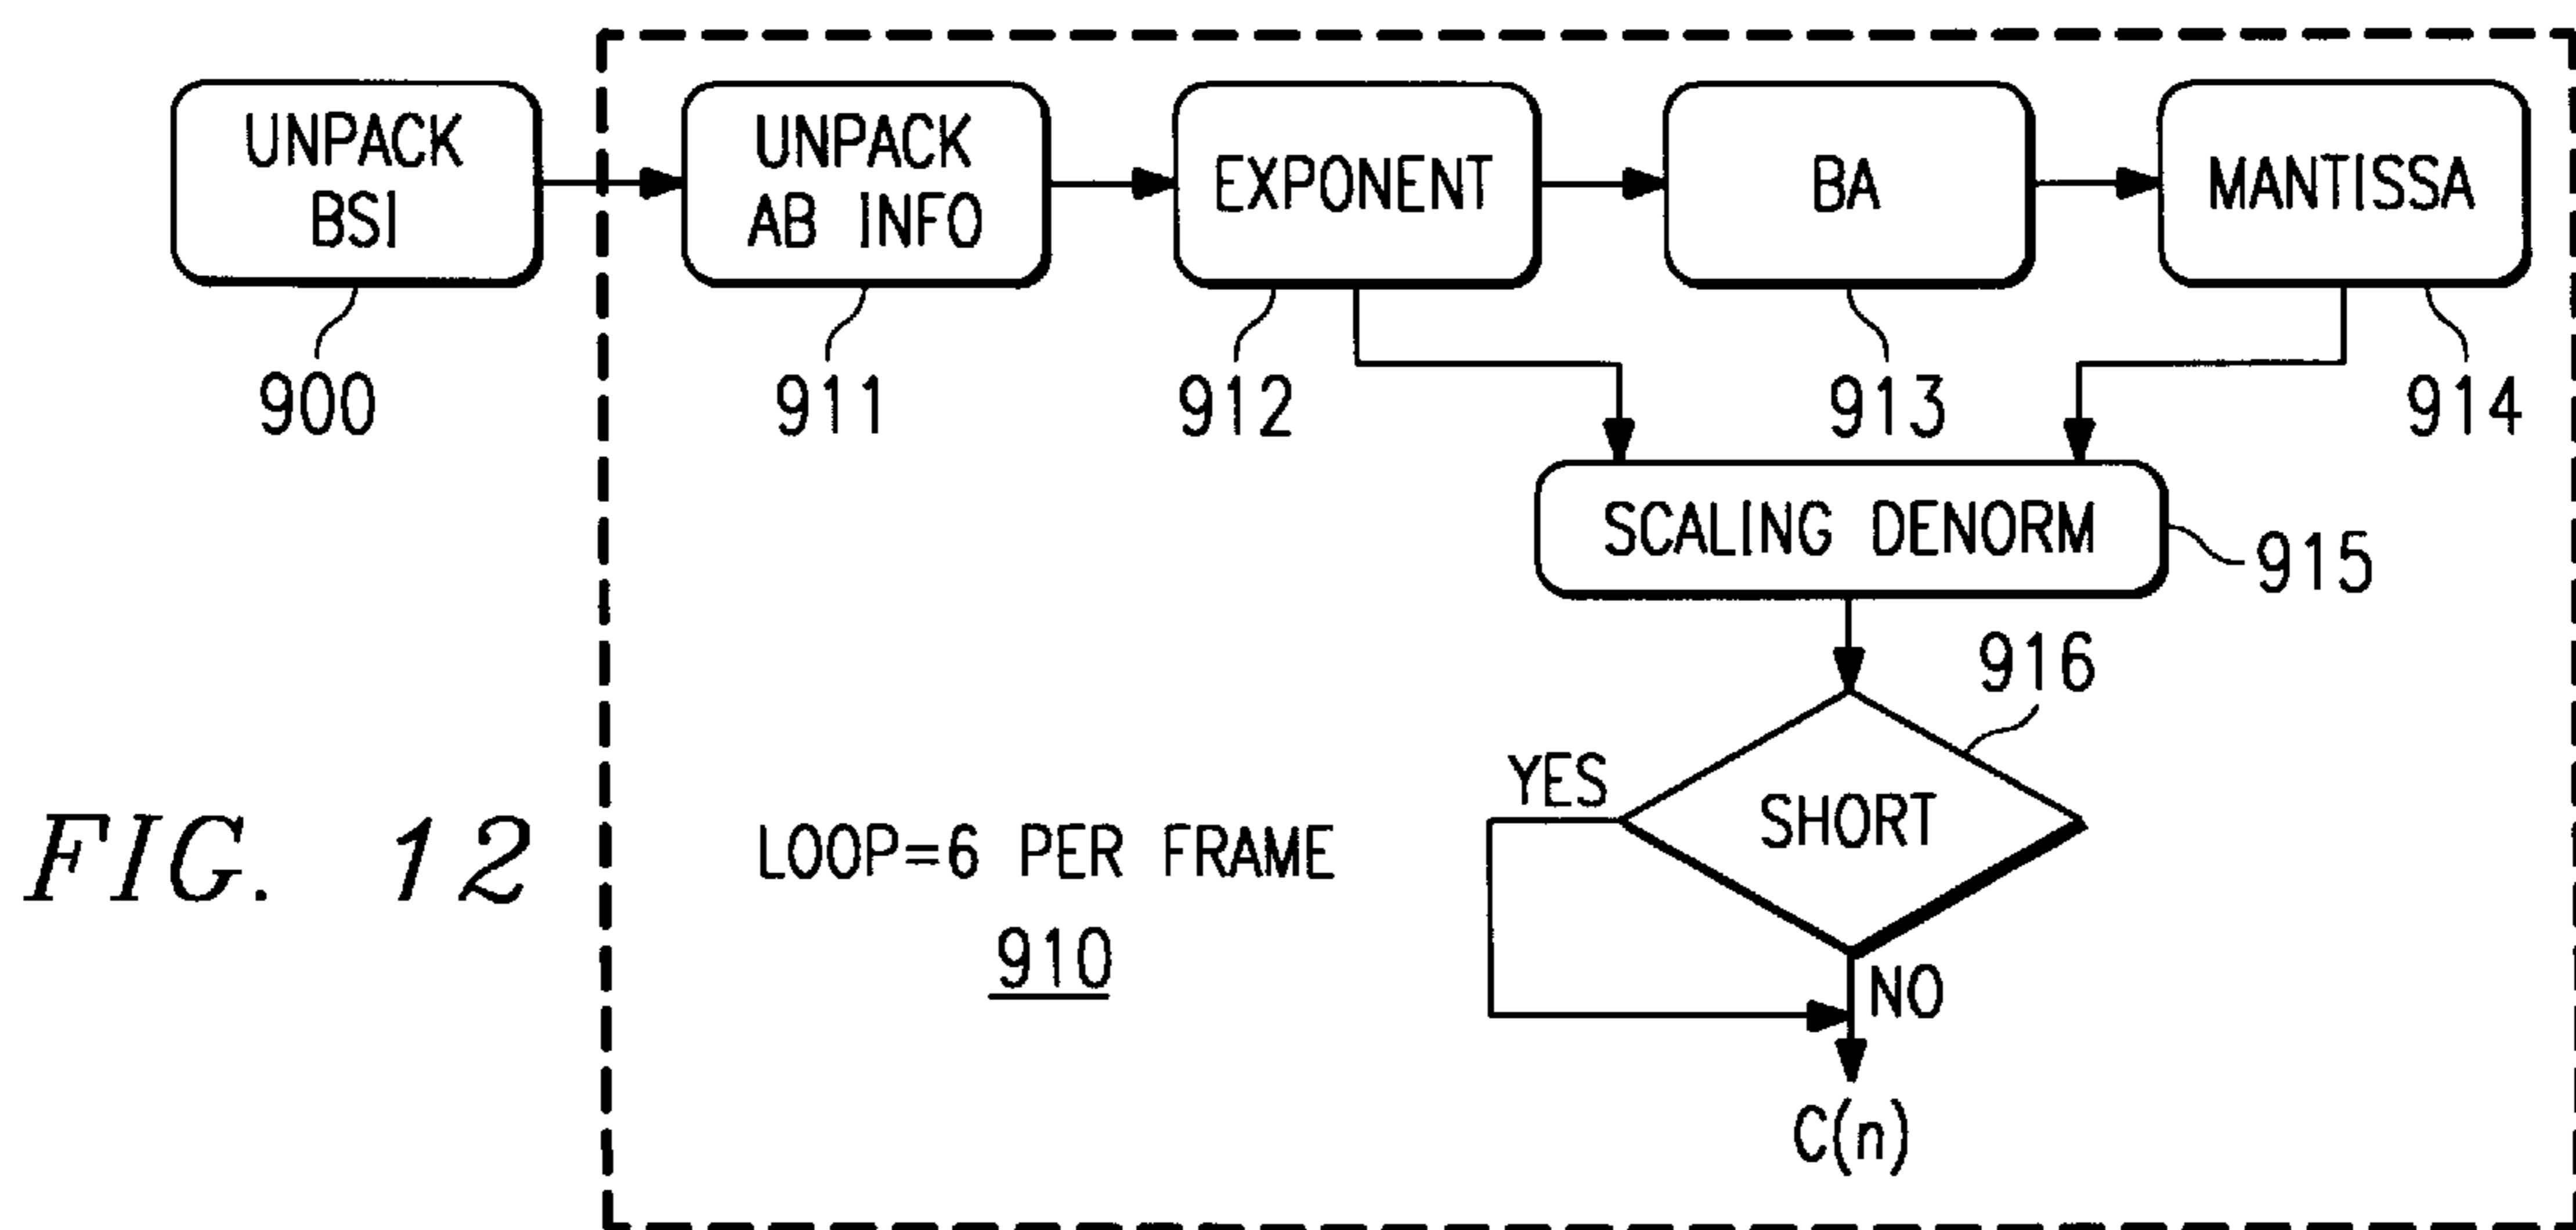 UNPACK
BSI
UNPACK
AB INFO
EXPONENT
BA
MANTISSA
900
911
912
913
914
SCALING DENORM
915
916
YES
SHORT
LOOP=6 PER FRAME
910
NO
C(n)
FIG. 12